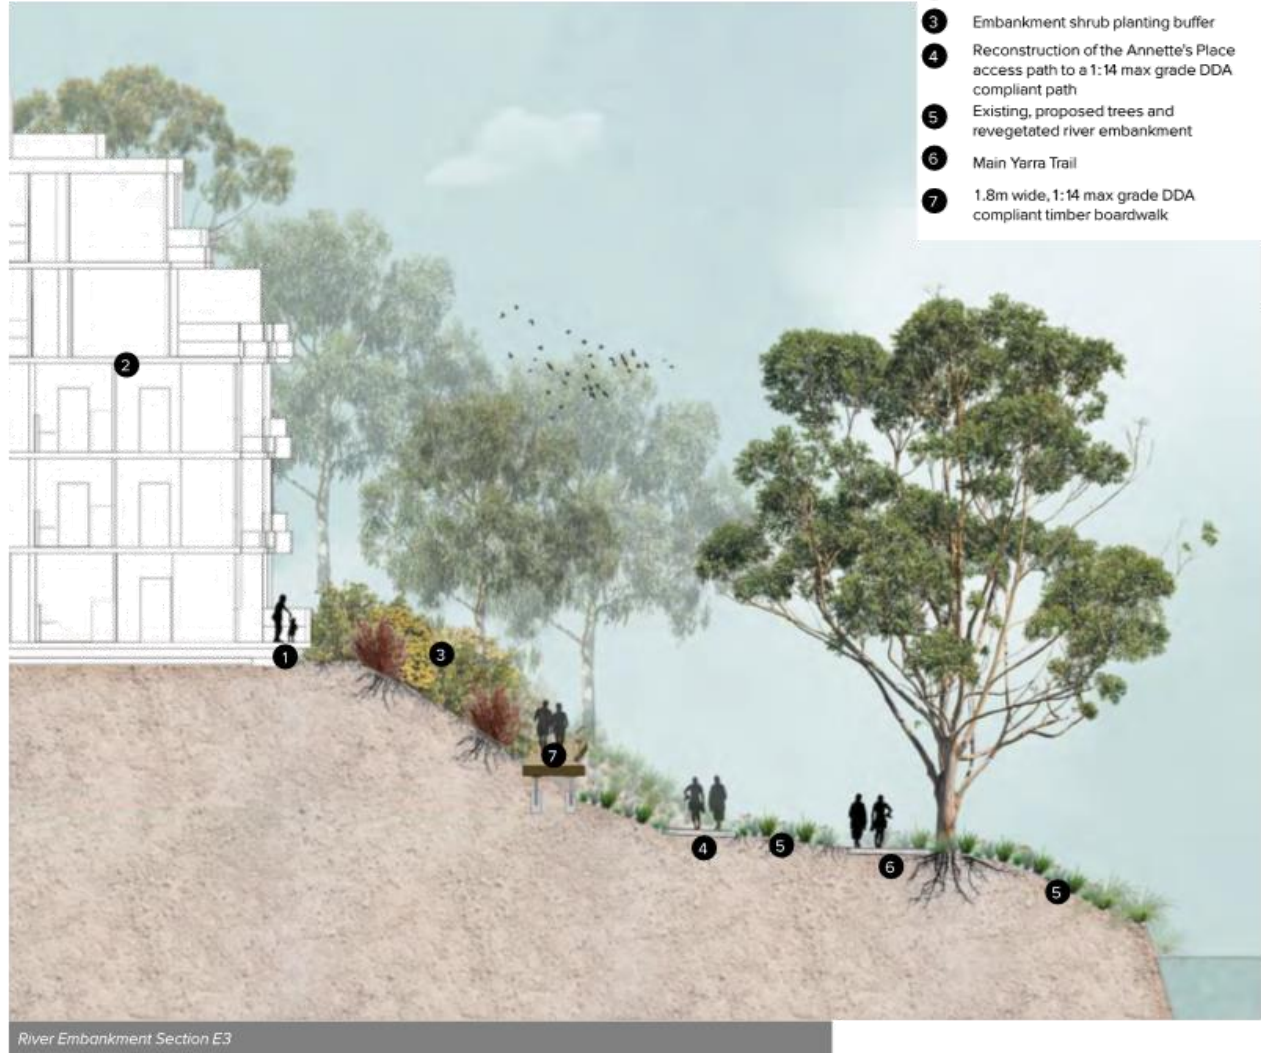 3 Embankment shrub planting buffer
4 Reconstruction of the Annette's Place
access path to a 1:14 max grade DDA
compliant path
5 Existing, proposed trees and
revegetated river embankment
6 Main Yarra Trail
7 1.8m wide, 1:14 max grade DDA
compliant timber boardwalk
2
1
3
7
4
5
6
5
River Embankment Section E3